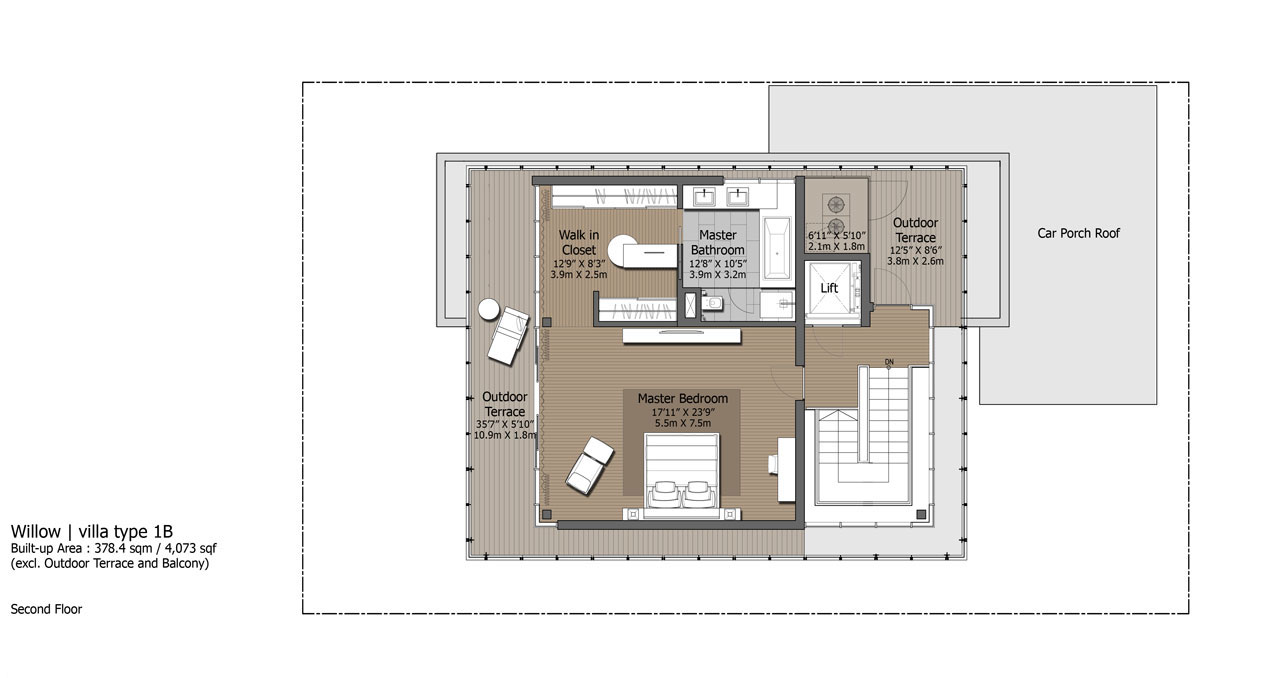 6'11" X 5'10"
2.1m X 1.8m
Outdoor
Terrace
12'5" X 8'6"
3.8m X 2.6m
Car Porch Roof
Walk in
Closet
12'9" X 8'3"
3.9m X 2.5m
Master
Bathroom
12'8" X 10'5"
3.9m X 3.2m
Lift
DN
Outdoor
Terrace
35'7" X 5'10"
10.9m X 1.8m
Master Bedroom
17'11" X 23'9"
5.5m X 7.5m
Willow | villa type 1B
Built-up Area : 378.4 sqm / 4,073 sqf
(excl. Outdoor Terrace and Balcony)
Second Floor